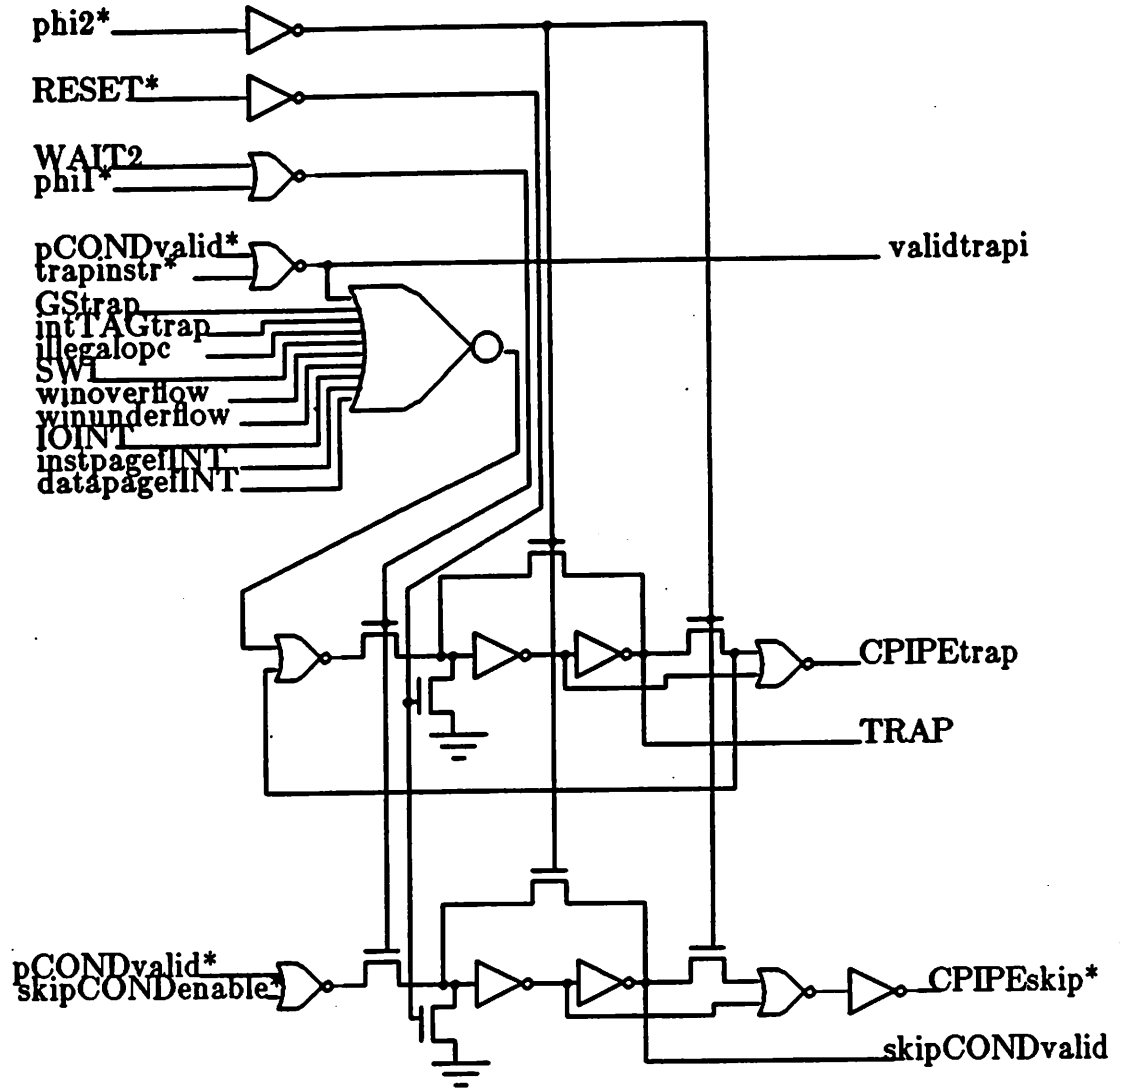 phi2*
RESET*
WAIT2
phi1*
pCONDvalid*
validtrapi
trapinstr*
GStrap
intTAGtrap
illegalopc
SWI
winoverflow
winunderflow
IOINT
instpagefINT
datapagefINT
CPIPEtrap
TRAP
pCONDvalid*
skipCONDenable*
CPIPEskip*
skipCONDvalid